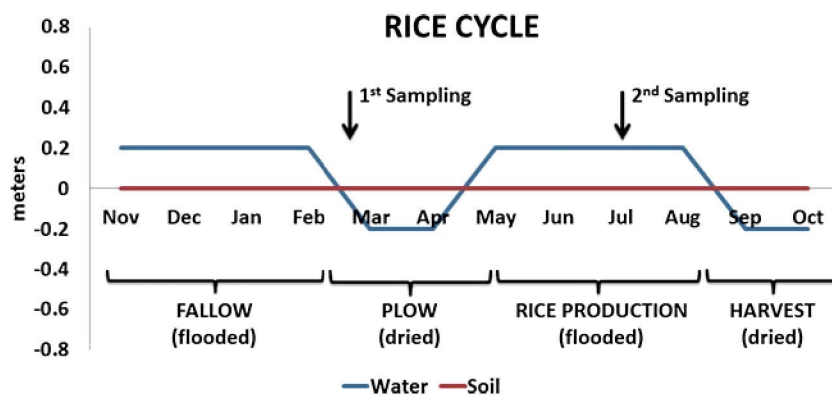 RICE CYCLE
0.8
0.6
0.4
0.2
0
-0.2
-0.4
-0.6
-0.8
meters
1st Sampling
2nd Sampling
Nov Dec Jan Feb Mar Apr May Jun Jul Aug Sep Oct
FALLOW
(flooded)
PLOW
(dried)
RICE PRODUCTION
(flooded)
HARVEST
(dried)
Water Soil